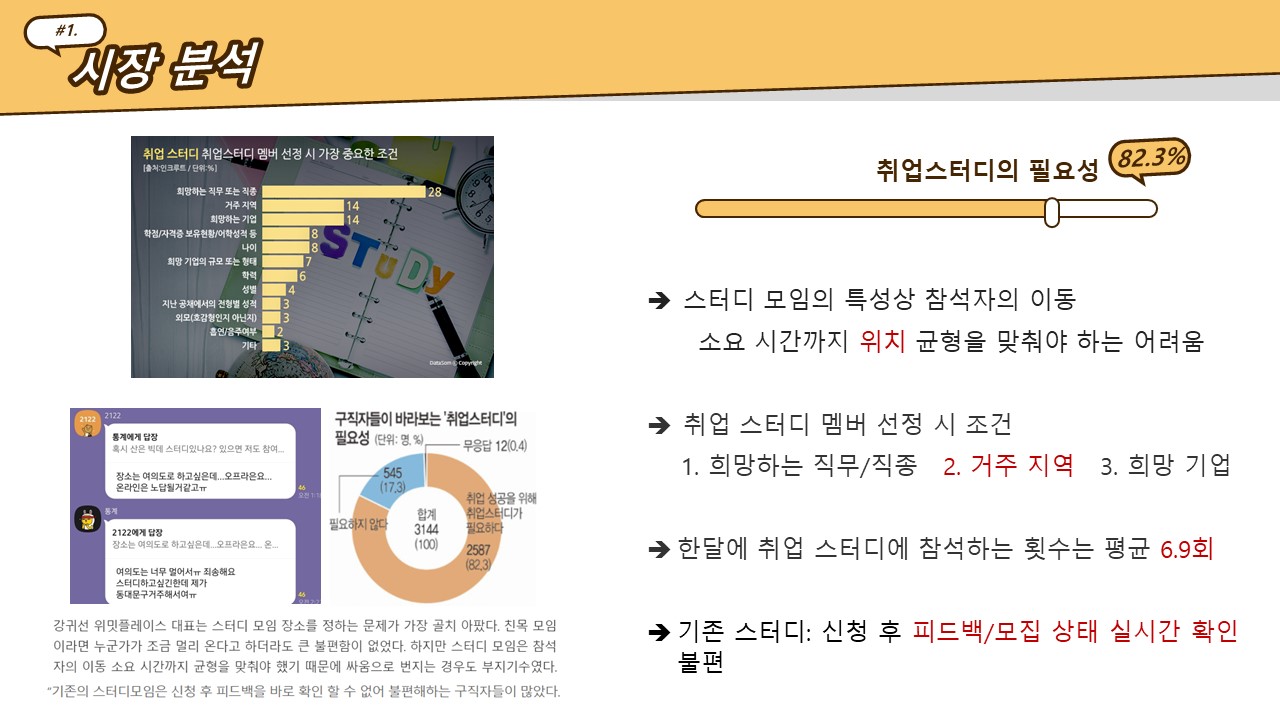 #1.
시장 분석
취업 스터디 취업스터디 멤버 선정 시 가장 중요한 조건
[출처:인크루트 / 단위:%]
희망하는 직무 또는 직종 28
거주 지역 14
희망하는 기업 14
학점/자격증 보유현황/어학성적 등 8
나이 8
희망 기업의 규모 또는 형태 7
학력 6
성별 4
지난 공채에서의 전형별 성적 3
외모(호감형인지 아닌지) 3
흡연/음주여부 2
기타 3
STUDY
DataSom ⓒ Copyright
2122
2122
통계에게 답장
혹시 산은 빅데 스터디있나요? 있으면 저도 참여...
장소는 여의도로 하고싶은데...오프라은요...
온라인은 노답될거같고ㅠ
46
통계
2122에게 답장
장소는 여의도로 하고싶은데...오프라은요... 온...
여의도는 너무 멀어서ㅠ 죄송해요
스터디하고싶긴한데 제가
동대문구거주해서여ㅠ
46
구직자들이 바라보는 '취업스터디'의
필요성 (단위: 명, %)
무응답 12(0.4)
545
(17.3)
필요하지 않다
합계
3144
(100)
취업 성공을 위해
취업스터디가
필요하다
2587
(82.3)
강귀선 위밋플레이스 대표는 스터디 모임 장소를 정하는 문제가 가장 골치 아팠다. 친목 모임
이라면 누군가가 조금 멀리 온다고 하더라도 큰 불편함이 없었다. 하지만 스터디 모임은 참석
자의 이동 소요 시간까지 균형을 맞춰야 했기 때문에 싸움으로 번지는 경우도 부지기수였다.
"기존의 스터디모임은 신청 후 피드백을 바로 확인 할 수 없어 불편해하는 구직자들이 많았다.
취업스터디의 필요성 82.3%
➔ 스터디 모임의 특성상 참석자의 이동
소요 시간까지 위치 균형을 맞춰야 하는 어려움
➔ 취업 스터디 멤버 선정 시 조건
1. 희망하는 직무/직종 2. 거주 지역 3. 희망 기업
➔ 한달에 취업 스터디에 참석하는 횟수는 평균 6.9회
➔ 기존 스터디: 신청 후 피드백/모집 상태 실시간 확인
불편